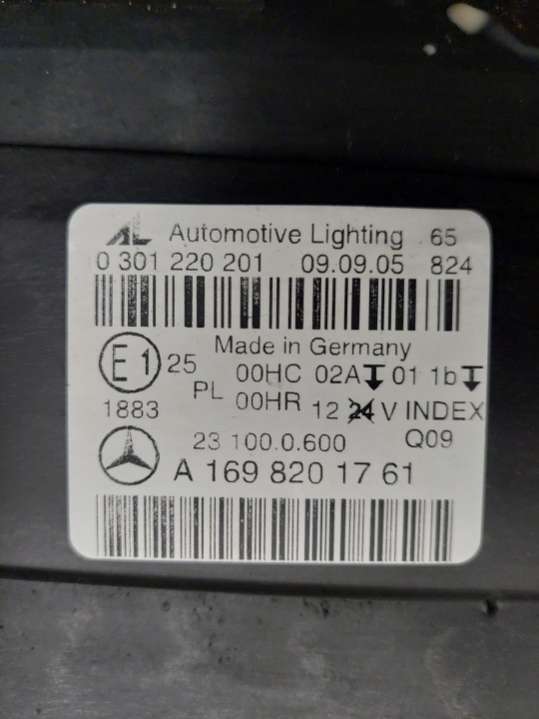 AL Automotive Lighting 65
0 301 220 201 09.09.05 824
Made in Germany
E1 25 00HC 02A 01 1b
PL 00HR 12 24 V INDEX
1883
23 100.0.600 Q09
A 169 820 17 61